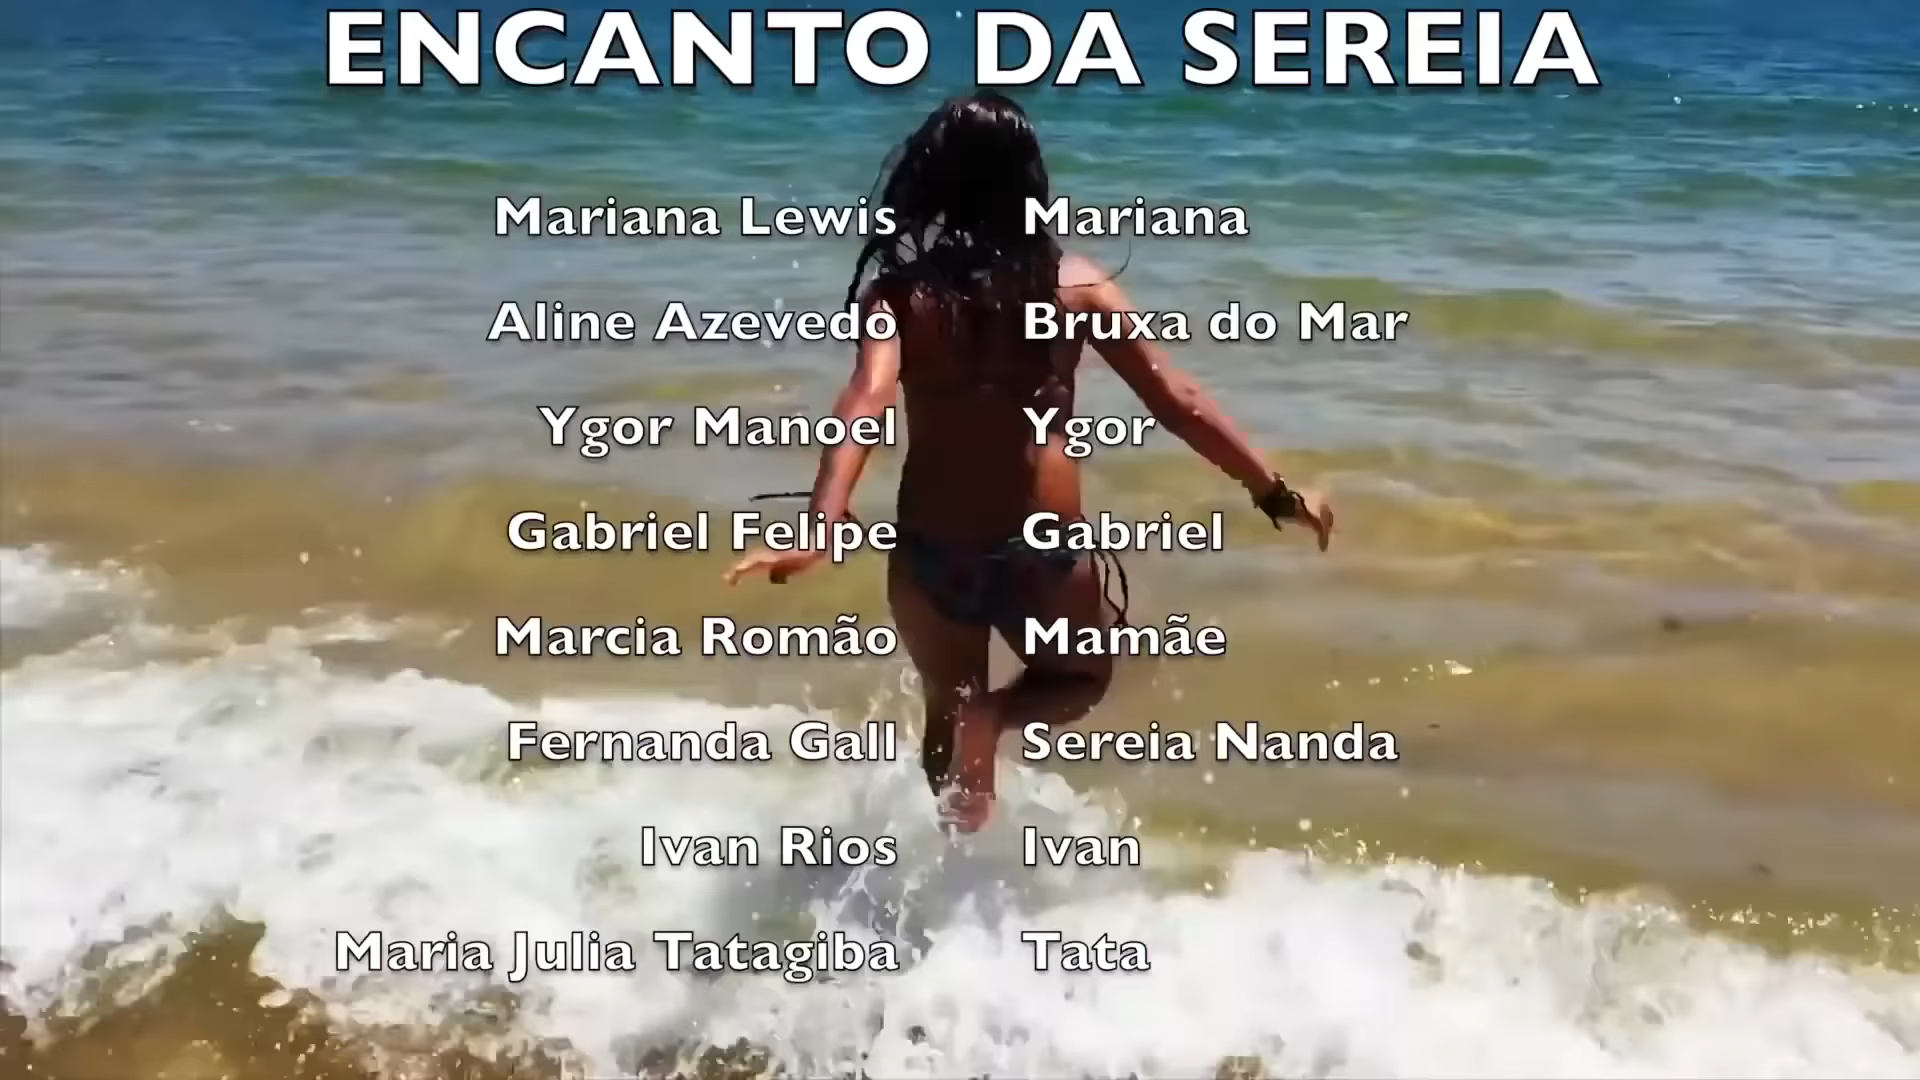 ENCANTO DA SEREIA
Mariana Lewis Mariana
Aline Azevedo Bruxa do Mar
Ygor Manoel Ygor
Gabriel Felipe Gabriel
Marcia Romão Mamãe
Fernanda Gall Sereia Nanda
Ivan Rios Ivan
Maria Julia Tatagiba Tata